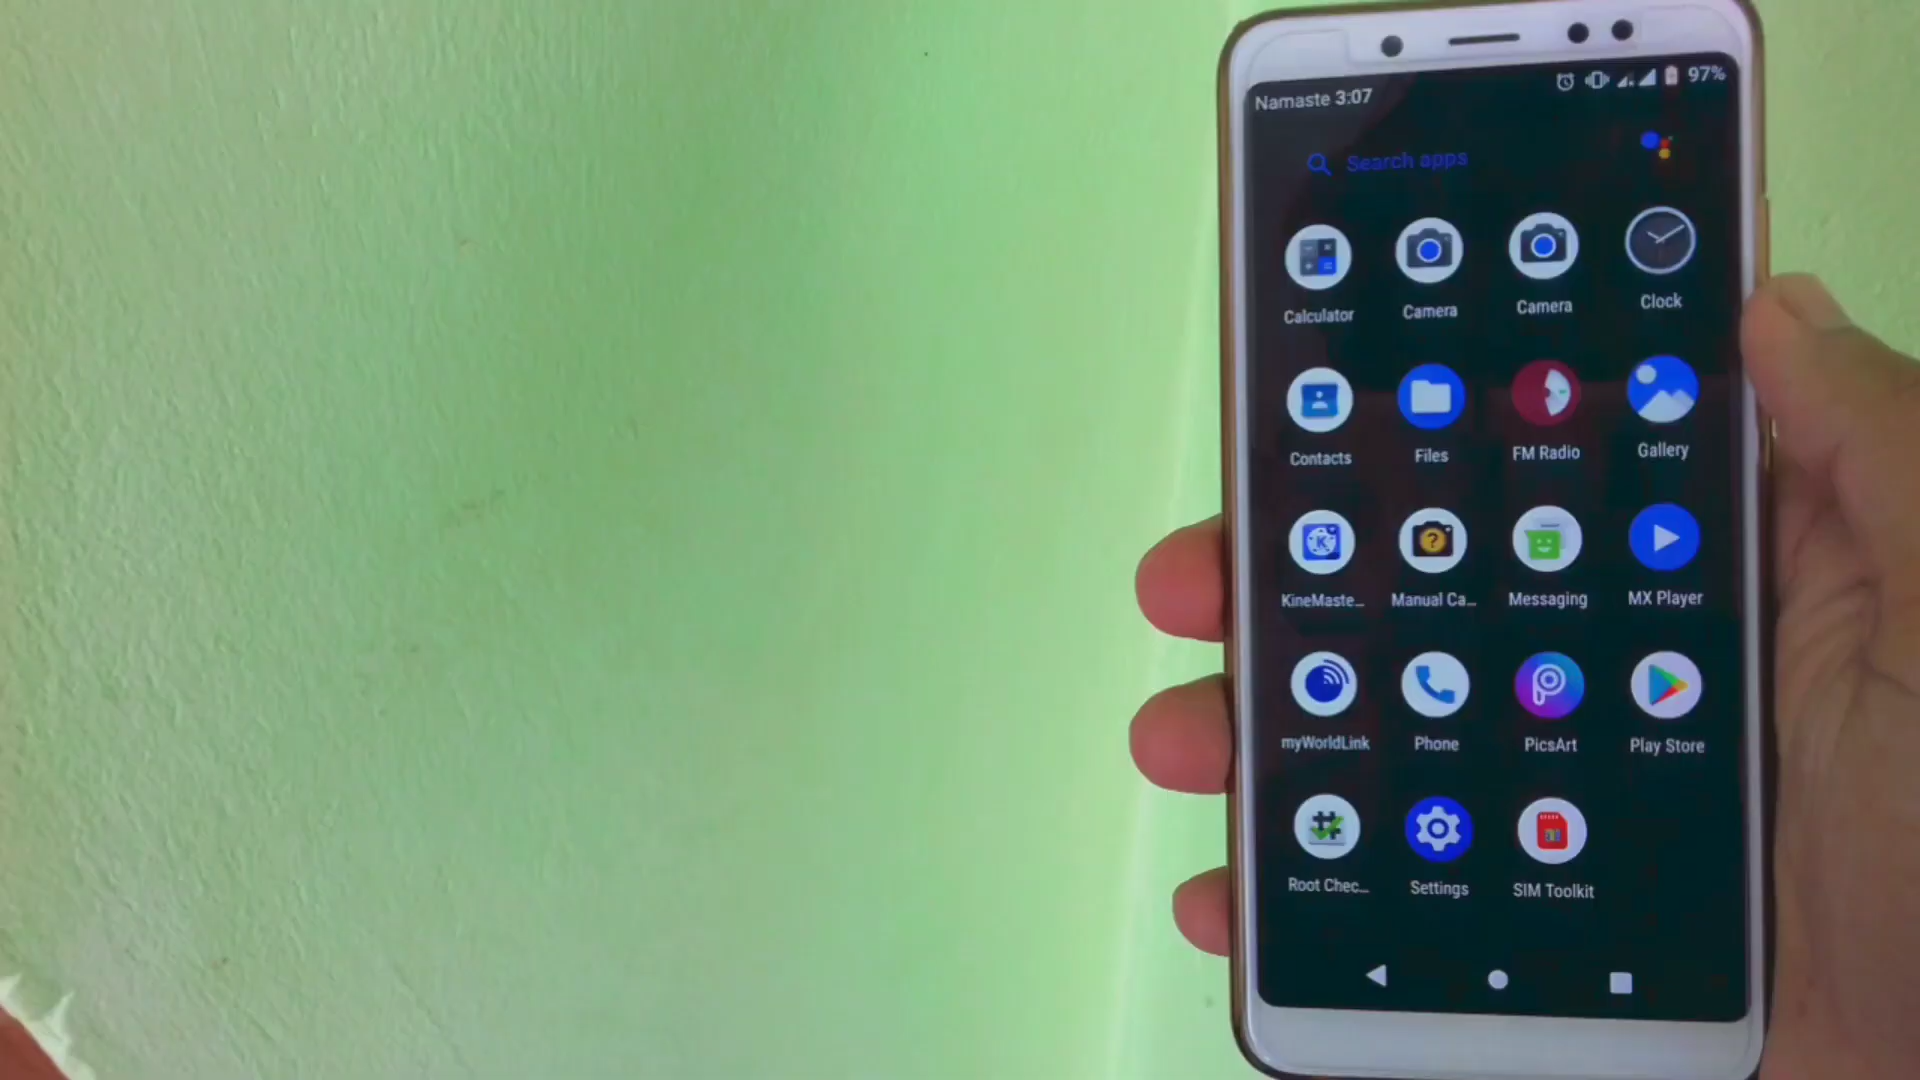 Namaste 3:07 97%
Search apps
Calculator Camera Camera Clock
Contacts Files FM Radio Gallery
KineMaste... Manual Ca... Messaging MX Player
myWorldLink Phone PicsArt Play Store
Root Chec... Settings SIM Toolkit